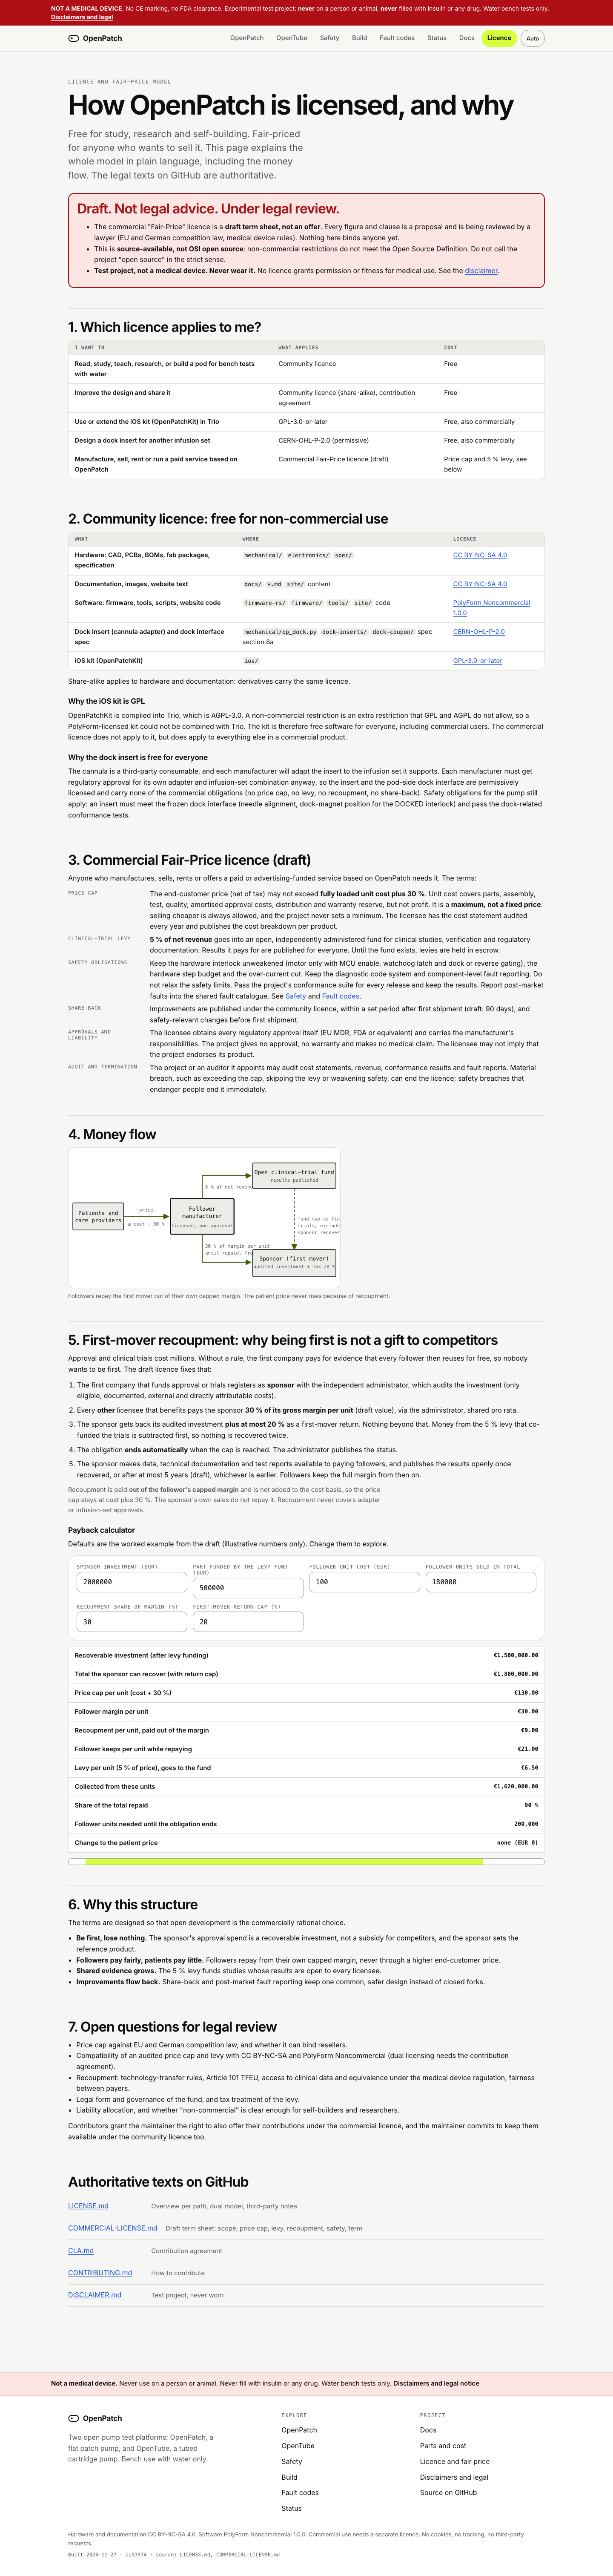 NOT A MEDICAL DEVICE. No CE marking, no FDA clearance. Experimental test project: never on a person or animal, never filled with insulin or any drug. Water bench tests only.
Disclaimers and legal
OpenPatch
OpenPatch
OpenTube
Safety
Build
Fault codes
Status
Docs
Licence
Auto
LICENCE AND FAIR-PRICE MODEL
How OpenPatch is licensed, and why
Free for study, research and self-building. Fair-priced
for anyone who wants to sell it. This page explains the
whole model in plain language, including the money
flow. The legal texts on GitHub are authoritative.
Draft. Not legal advice. Under legal review.
• The commercial "Fair-Price" licence is a draft term sheet, not an offer. Every figure and clause is a proposal and is being reviewed by a
lawyer (EU and German competition law, medical device rules). Nothing here binds anyone yet.
• This is source-available, not OSI open source: non-commercial restrictions do not meet the Open Source Definition. Do not call the
project "open source" in the strict sense.
• Test project, not a medical device. Never wear it. No licence grants permission or fitness for medical use. See the disclaimer.
1. Which licence applies to me?
I WANT TO
WHAT APPLIES
COST
Read, study, teach, research, or build a pod for bench tests
with water
Community licence
Free
Improve the design and share it
Community licence (share-alike), contribution
agreement
Free
Use or extend the iOS kit (OpenPatchKit) in Trio
GPL-3.0-or-later
Free, also commercially
Design a dock insert for another infusion set
CERN-OHL-P-2.0 (permissive)
Free, also commercially
Manufacture, sell, rent or run a paid service based on
OpenPatch
Commercial Fair-Price licence (draft)
Price cap and 5 % levy, see
below
2. Community licence: free for non-commercial use
WHAT
WHERE
LICENCE
Hardware: CAD, PCBs, BOMs, fab packages,
specification
mechanical/ electronics/ spec/
CC BY-NC-SA 4.0
Documentation, images, website text
docs/ *.md site/ content
CC BY-NC-SA 4.0
Software: firmware, tools, scripts, website code
firmware-rs/ firmware/ tools/ site/ code
PolyForm Noncommercial
1.0.0
Dock insert (cannula adapter) and dock interface
spec
mechanical/op_dock.py dock-inserts/ dock-coupon/ spec
section 8a
CERN-OHL-P-2.0
iOS kit (OpenPatchKit)
ios/
GPL-3.0-or-later
Share-alike applies to hardware and documentation: derivatives carry the same licence.
Why the iOS kit is GPL
OpenPatchKit is compiled into Trio, which is AGPL-3.0. A non-commercial restriction is an extra restriction that GPL and AGPL do not allow, so a
PolyForm-licensed kit could not be combined with Trio. The kit is therefore free software for everyone, including commercial users. The commercial
licence does not apply to it, but does apply to everything else in a commercial product.
Why the dock insert is free for everyone
The cannula is a third-party consumable, and each manufacturer will adapt the insert to the infusion set it supports. Each manufacturer must get
regulatory approval for its own adapter and infusion-set combination anyway, so the insert and the pod-side dock interface are permissively
licensed and carry none of the commercial obligations (no price cap, no levy, no recoupment, no share-back). Safety obligations for the pump still
apply: an insert must meet the frozen dock interface (needle alignment, dock-magnet position for the DOCKED interlock) and pass the dock-related
conformance tests.
3. Commercial Fair-Price licence (draft)
Anyone who manufactures, sells, rents or offers a paid or advertising-funded service based on OpenPatch needs it. The terms:
PRICE CAP
The end-customer price (net of tax) may not exceed fully loaded unit cost plus 30 %. Unit cost covers parts, assembly,
test, quality, amortised approval costs, distribution and warranty reserve, but not profit. It is a maximum, not a fixed price:
selling cheaper is always allowed, and the project never sets a minimum. The licensee has the cost statement audited
every year and publishes the cost breakdown per product.
CLINICAL-TRIAL LEVY
5 % of net revenue goes into an open, independently administered fund for clinical studies, verification and regulatory
documentation. Results it pays for are published for everyone. Until the fund exists, levies are held in escrow.
SAFETY OBLIGATIONS
Keep the hardware interlock unweakened (motor only with MCU enable, watchdog latch and dock or reverse gating), the
hardware step budget and the over-current cut. Keep the diagnostic code system and component-level fault reporting. Do
not relax the safety limits. Pass the project's conformance suite for every release and keep the results. Report post-market
faults into the shared fault catalogue. See Safety and Fault codes.
SHARE-BACK
Improvements are published under the community licence, within a set period after first shipment (draft: 90 days), and
safety-relevant changes before first shipment.
APPROVALS AND
LIABILITY
The licensee obtains every regulatory approval itself (EU MDR, FDA or equivalent) and carries the manufacturer's
responsibilities. The project gives no approval, no warranty and makes no medical claim. The licensee may not imply that
the project endorses its product.
AUDIT AND TERMINATION
The project or an auditor it appoints may audit cost statements, revenue, conformance results and fault reports. Material
breach, such as exceeding the cap, skipping the levy or weakening safety, can end the licence; safety breaches that
endanger people end it immediately.
4. Money flow
Open clinical-trial fund
results published
5 % of net revenu
Patients and
care providers
price
≤ cost + 30 %
Follower
manufacturer
licensee, own approval
fund may co-fin
trials, exclude
sponsor recover
30 % of margin per unit
until repaid, fro
Sponsor (first mover)
audited investment + max 20 %
Followers repay the first mover out of their own capped margin. The patient price never rises because of recoupment.
5. First-mover recoupment: why being first is not a gift to competitors
Approval and clinical trials cost millions. Without a rule, the first company pays for evidence that every follower then reuses for free, so nobody
wants to be first. The draft licence fixes that:
1. The first company that funds approval or trials registers as sponsor with the independent administrator, which audits the investment (only
eligible, documented, external and directly attributable costs).
2. Every other licensee that benefits pays the sponsor 30 % of its gross margin per unit (draft value), via the administrator, shared pro rata.
3. The sponsor gets back its audited investment plus at most 20 % as a first-mover return. Nothing beyond that. Money from the 5 % levy that co-
funded the trials is subtracted first, so nothing is recovered twice.
4. The obligation ends automatically when the cap is reached. The administrator publishes the status.
5. The sponsor makes data, technical documentation and test reports available to paying followers, and publishes the results openly once
recovered, or after at most 5 years (draft), whichever is earlier. Followers keep the full margin from then on.
Recoupment is paid out of the follower's capped margin and is not added to the cost basis, so the price
cap stays at cost plus 30 %. The sponsor's own sales do not repay it. Recoupment never covers adapter
or infusion-set approvals.
Payback calculator
Defaults are the worked example from the draft (illustrative numbers only). Change them to explore.
SPONSOR INVESTMENT (EUR)
2000000
PART FUNDED BY THE LEVY FUND
(EUR)
500000
FOLLOWER UNIT COST (EUR)
100
FOLLOWER UNITS SOLD IN TOTAL
180000
RECOUPMENT SHARE OF MARGIN (%)
30
FIRST-MOVER RETURN CAP (%)
20
Recoverable investment (after levy funding)
€1,500,000.00
Total the sponsor can recover (with return cap)
€1,800,000.00
Price cap per unit (cost + 30 %)
€130.00
Follower margin per unit
€30.00
Recoupment per unit, paid out of the margin
€9.00
Follower keeps per unit while repaying
€21.00
Levy per unit (5 % of price), goes to the fund
€6.50
Collected from these units
€1,620,000.00
Share of the total repaid
90 %
Follower units needed until the obligation ends
200,000
Change to the patient price
none (EUR 0)
6. Why this structure
The terms are designed so that open development is the commercially rational choice.
• Be first, lose nothing. The sponsor's approval spend is a recoverable investment, not a subsidy for competitors, and the sponsor sets the
reference product.
• Followers pay fairly, patients pay little. Followers repay from their own capped margin, never through a higher end-customer price.
• Shared evidence grows. The 5 % levy funds studies whose results are open to every licensee.
• Improvements flow back. Share-back and post-market fault reporting keep one common, safer design instead of closed forks.
7. Open questions for legal review
• Price cap against EU and German competition law, and whether it can bind resellers.
• Compatibility of an audited price cap and levy with CC BY-NC-SA and PolyForm Noncommercial (dual licensing needs the contribution
agreement).
• Recoupment: technology-transfer rules, Article 101 TFEU, access to clinical data and equivalence under the medical device regulation, fairness
between payers.
• Legal form and governance of the fund, and tax treatment of the levy.
• Liability allocation, and whether "non-commercial" is clear enough for self-builders and researchers.
Contributors grant the maintainer the right to also offer their contributions under the commercial licence, and the maintainer commits to keep them
available under the community licence too.
Authoritative texts on GitHub
LICENSE.md
Overview per path, dual model, third-party notes
COMMERCIAL-LICENSE.md
Draft term sheet: scope, price cap, levy, recoupment, safety, term
CLA.md
Contribution agreement
CONTRIBUTING.md
How to contribute
DISCLAIMER.md
Test project, never worn
Not a medical device. Never use on a person or animal. Never fill with insulin or any drug. Water bench tests only. Disclaimers and legal notice
OpenPatch
Two open pump test platforms: OpenPatch, a
flat patch pump, and OpenTube, a tubed
cartridge pump. Bench use with water only.
EXPLORE
OpenPatch
OpenTube
Safety
Build
Fault codes
Status
PROJECT
Docs
Parts and cost
Licence and fair price
Disclaimers and legal
Source on GitHub
Hardware and documentation CC BY-NC-SA 4.0. Software PolyForm Noncommercial 1.0.0. Commercial use needs a separate licence. No cookies, no tracking, no third-party
requests.
Built 2026-11-27 · aa53574 · source: LICENSE.md, COMMERCIAL-LICENSE.md